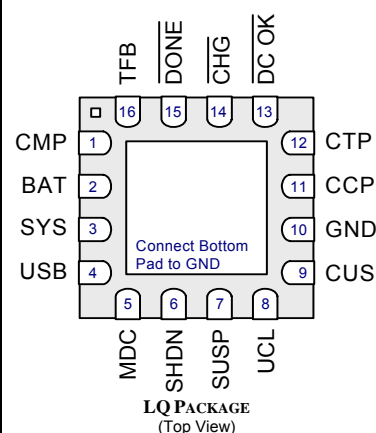 TFB
DONE
CHG
DC OK
16
15
14
13
CMP
1
12
CTP
BAT
2
11
CCP
SYS
3
10
GND
USB
4
9
CUS
Connect Bottom
Pad to GND
5
6
7
8
MDC
SHDN
SUSP
UCL
LQ PACKAGE
(Top View)